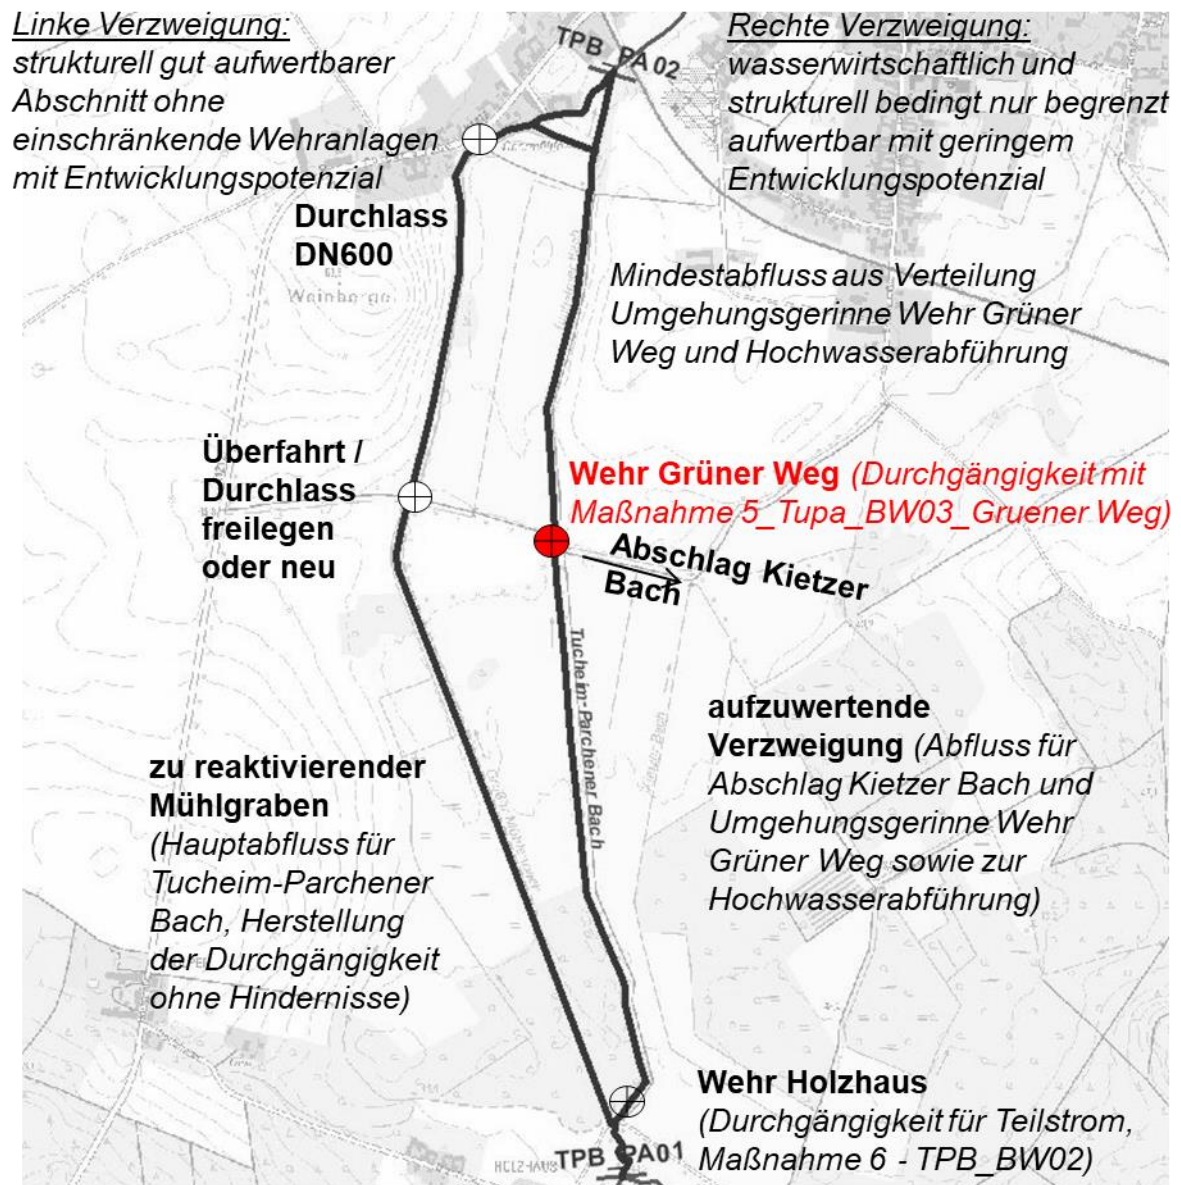 Linke Verzweigung:
strukturell gut aufwertbarer
Abschnitt ohne
einschränkende Wehranlagen
mit Entwicklungspotenzial
TPB_PA 02
Rechte Verzweigung:
wasserwirtschaftlich und
strukturell bedingt nur begrenzt
aufwertbar mit geringem
Entwicklungspotenzial
Durchlass
DN600
Weinberge
Mindestabfluss aus Verteilung
Umgehungsgerinne Wehr Grüner
Weg und Hochwasserabführung
Überfahrt /
Durchlass
freilegen
oder neu
Wehr Grüner Weg (Durchgängigkeit mit
Maßnahme 5_Tupa_BW03_Gruener Weg)
Abschlag Kietzer
Bach
Tucheim-Parchener Bach
aufzuwertende
Verzweigung (Abfluss für
Abschlag Kietzer Bach und
Umgehungsgerinne Wehr
Grüner Weg sowie zur
Hochwasserabführung)
zu reaktivierender
Mühlgraben
(Hauptabfluss für
Tucheim-Parchener
Bach, Herstellung
der Durchgängigkeit
ohne Hindernisse)
Wehr Holzhaus
(Durchgängigkeit für Teilstrom,
Maßnahme 6 - TPB_BW02)
HOLZHAUS
TPB_PA01